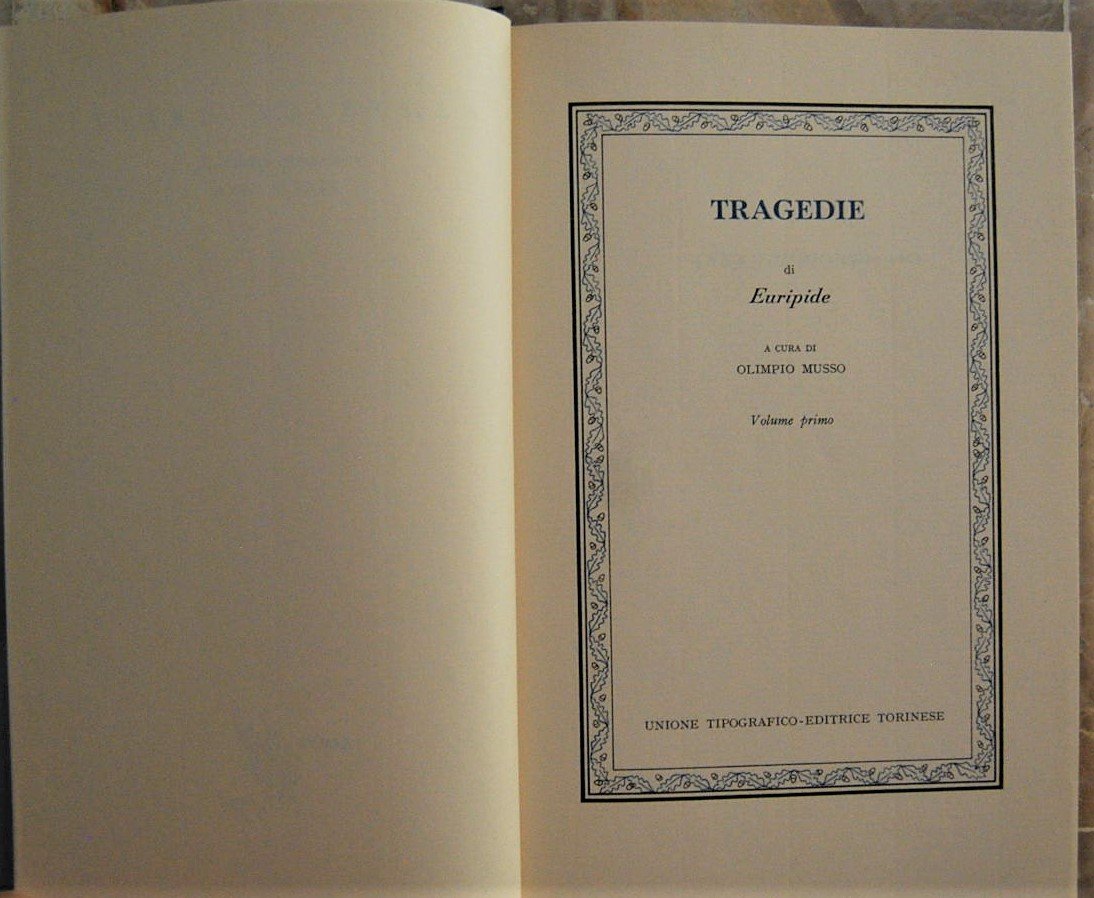 TRAGEDIE
di
Euripide
A CURA DI
OLIMPIO MUSSO
Volume primo
UNIONE TIPOGRAFICO-EDITRICE TORINESE